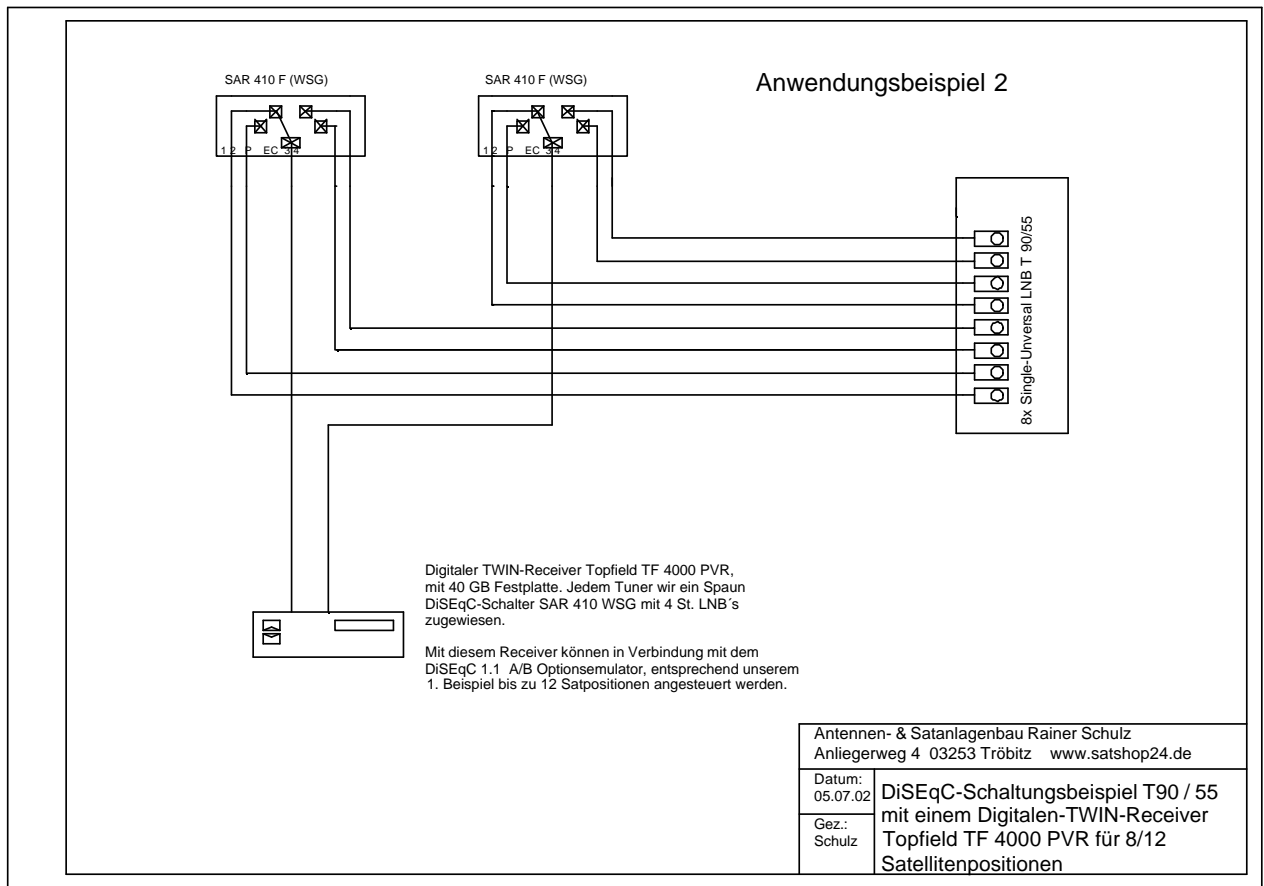 SAR 410 F (WSG)
SAR 410 F (WSG)
Anwendungsbeispiel 2
1 2 P EC 3 4
1 2 P EC 3 4
8x Single-Unversal LNB T 90/55
Digitaler TWIN-Receiver Topfield TF 4000 PVR,
mit 40 GB Festplatte. Jedem Tuner wir ein Spaun
DiSEqC-Schalter SAR 410 WSG mit 4 St. LNB´s
zugewiesen.
Mit diesem Receiver können in Verbindung mit dem
DiSEqC 1.1 A/B Optionsemulator, entsprechend unserem
1. Beispiel bis zu 12 Satpositionen angesteuert werden.
Antennen- & Satanlagenbau Rainer Schulz
Anliegerweg 4 03253 Tröbitz www.satshop24.de
Datum:
05.07.02
Gez.:
Schulz
DiSEqC-Schaltungsbeispiel T90 / 55
mit einem Digitalen-TWIN-Receiver
Topfield TF 4000 PVR für 8/12
Satellitenpositionen